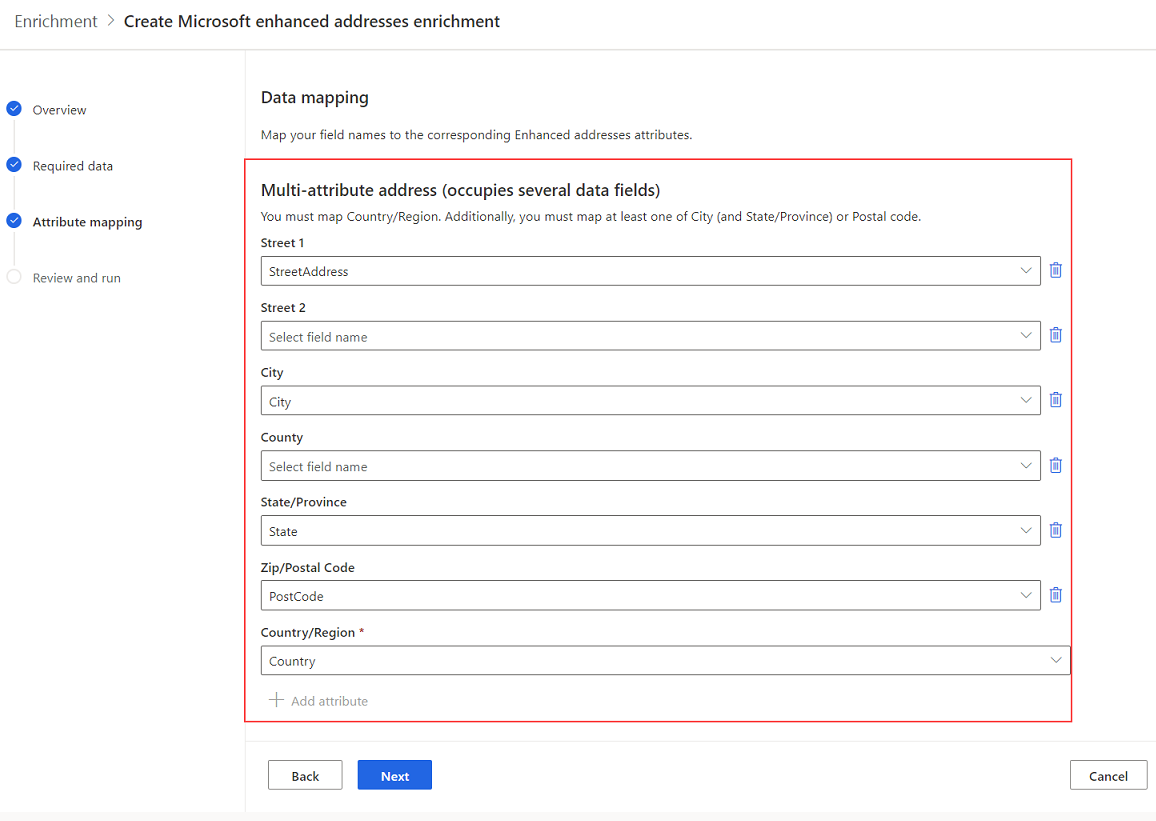 Enrichment > Create Microsoft enhanced addresses enrichment
Overview
Required data
Attribute mapping
Review and run
Data mapping
Map your field names to the corresponding Enhanced addresses attributes.
Multi-attribute address (occupies several data fields)
You must map Country/Region. Additionally, you must map at least one of City (and State/Province) or Postal code.
Street 1
StreetAddress
Street 2
Select field name
City
City
County
Select field name
State/Province
State
Zip/Postal Code
PostCode
Country/Region *
Country
Add attribute
Back
Next
Cancel